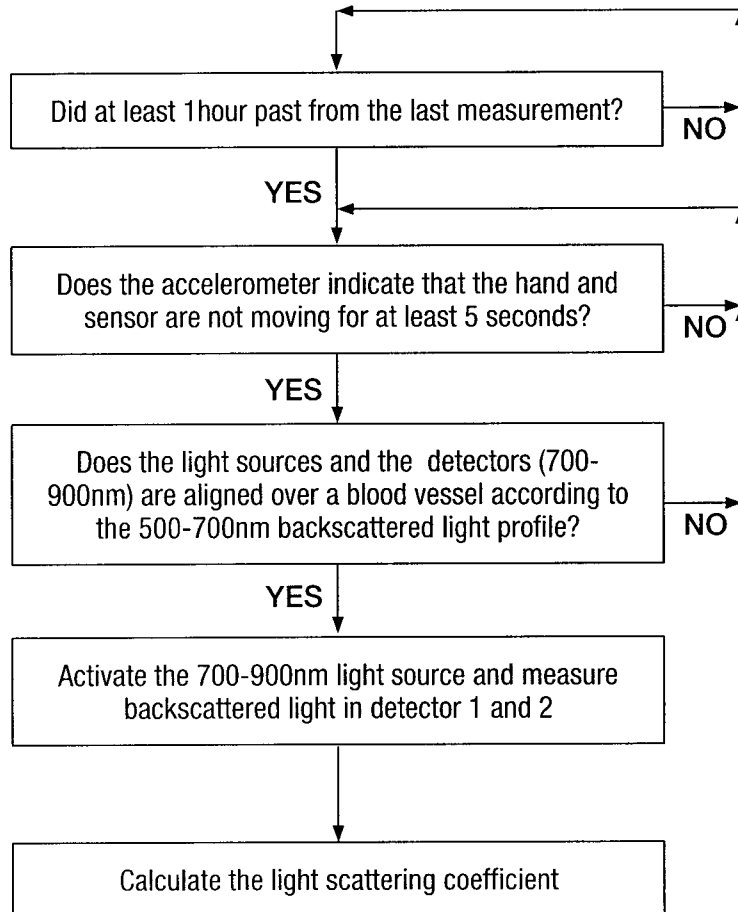 Did at least 1hour past from the last measurement?
NO
YES
Does the accelerometer indicate that the hand and
sensor are not moving for at least 5 seconds?
NO
YES
Does the light sources and the detectors (700-
900nm) are aligned over a blood vessel according to
the 500-700nm backscattered light profile?
NO
YES
Activate the 700-900nm light source and measure
backscattered light in detector 1 and 2
Calculate the light scattering coefficient